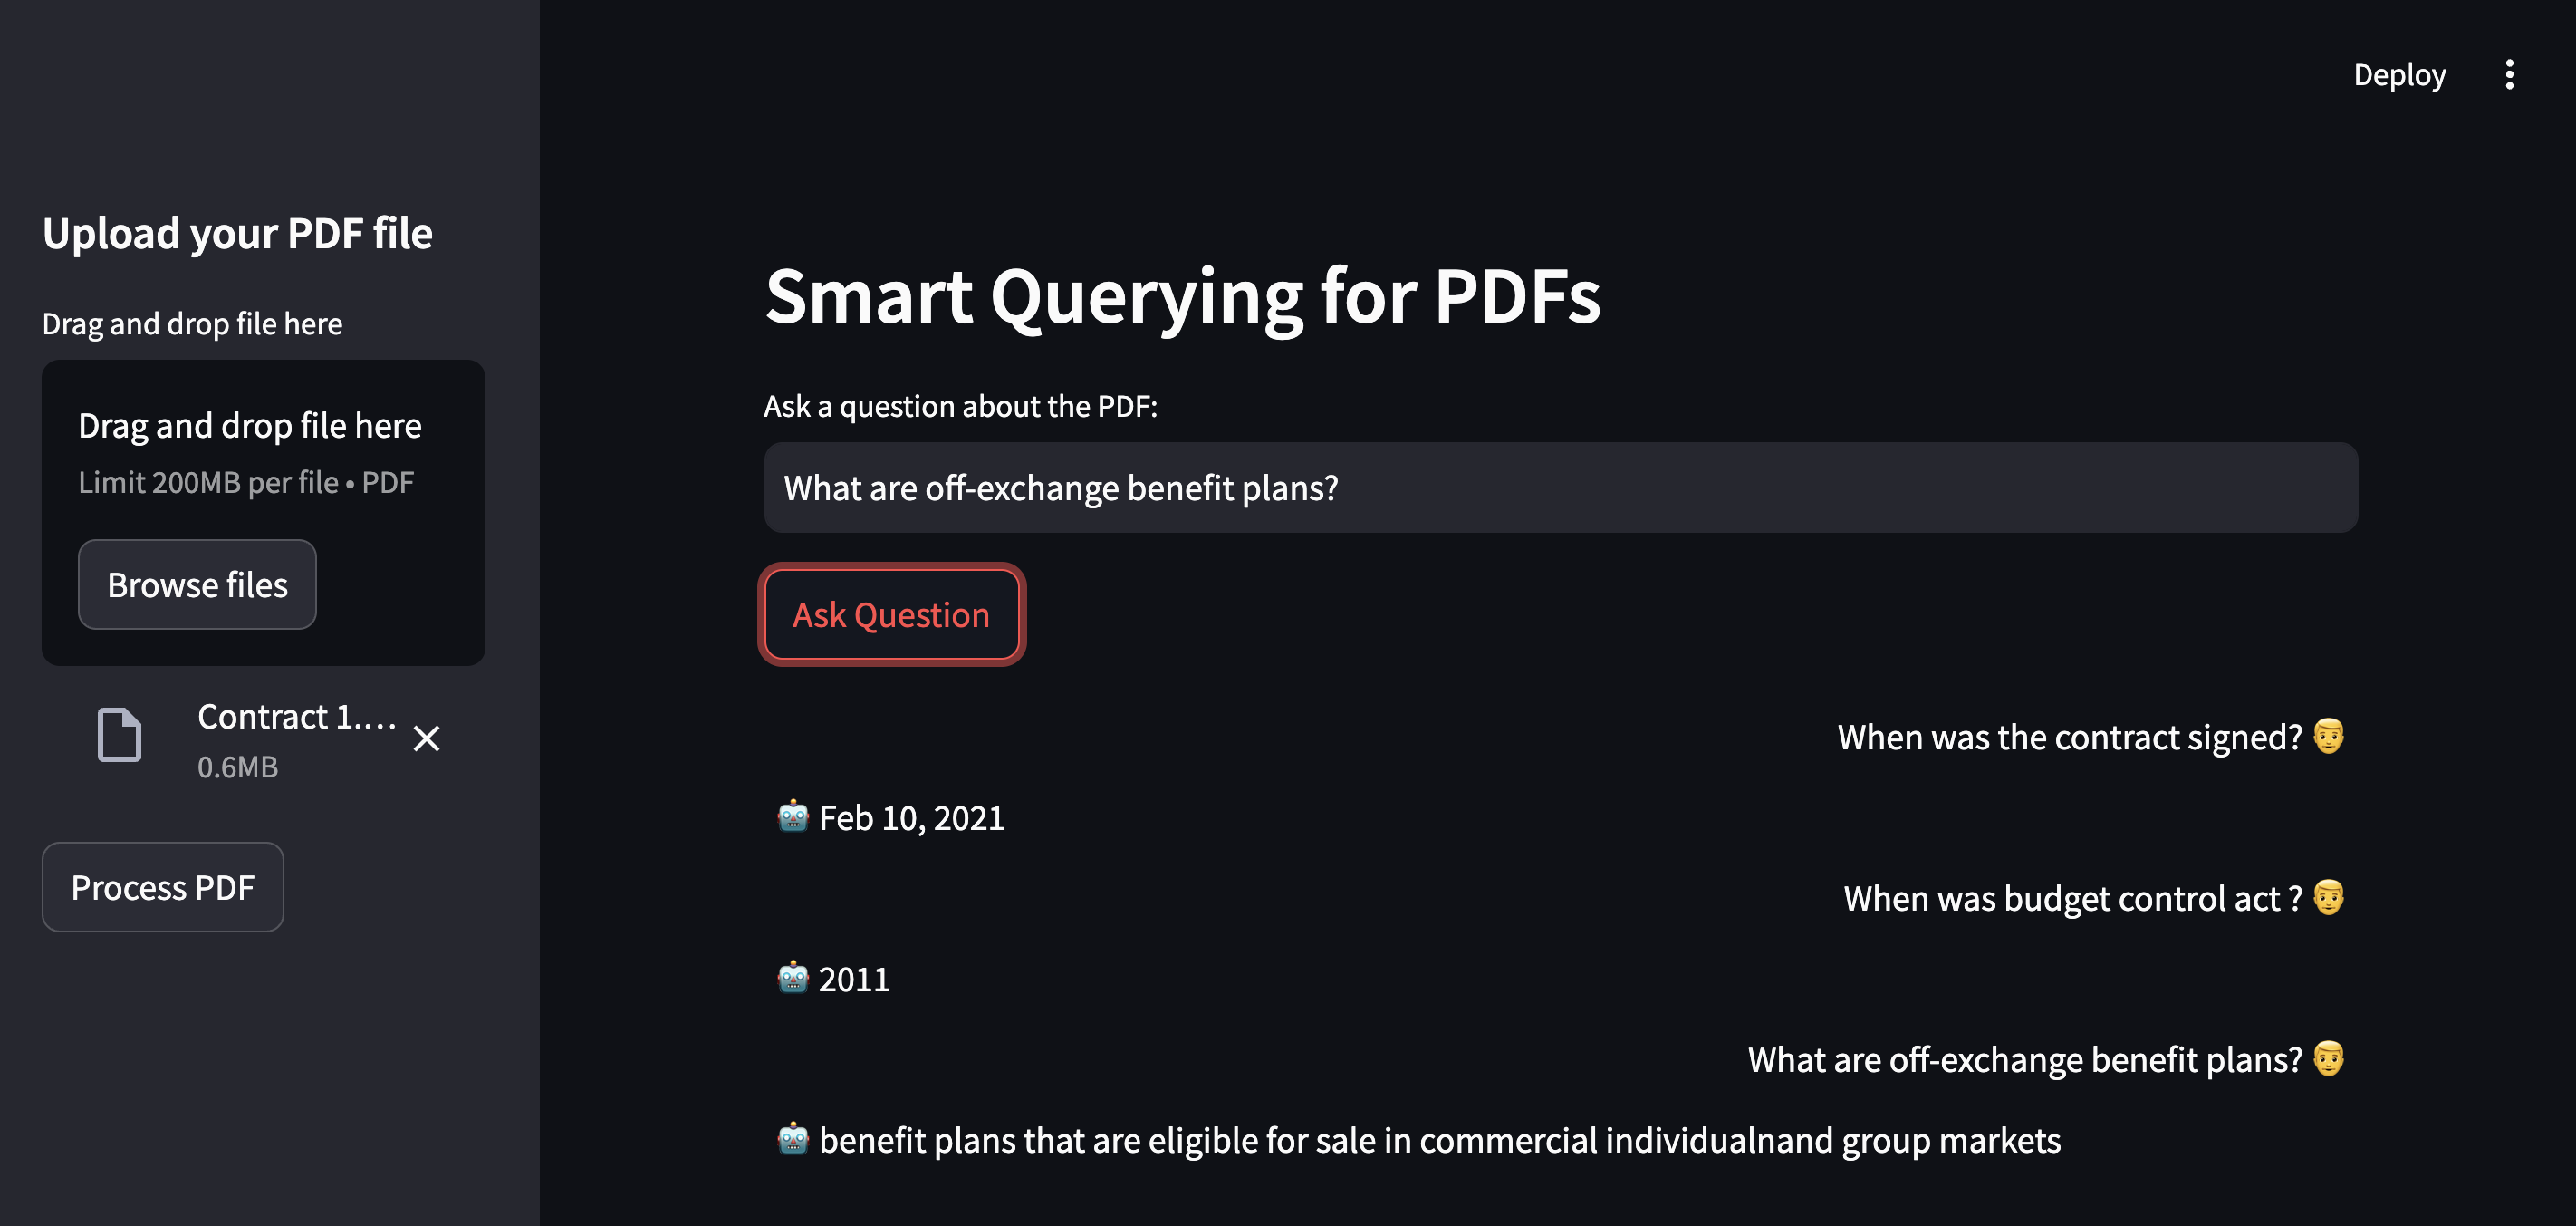 Deploy
Upload your PDF file
Drag and drop file here
Drag and drop file here
Limit 200MB per file • PDF
Browse files
Contract 1....
0.6MB
Process PDF
Smart Querying for PDFs
Ask a question about the PDF:
What are off-exchange benefit plans?
Ask Question
When was the contract signed?
Feb 10, 2021
When was budget control act ?
2011
What are off-exchange benefit plans?
benefit plans that are eligible for sale in commercial individualnand group markets